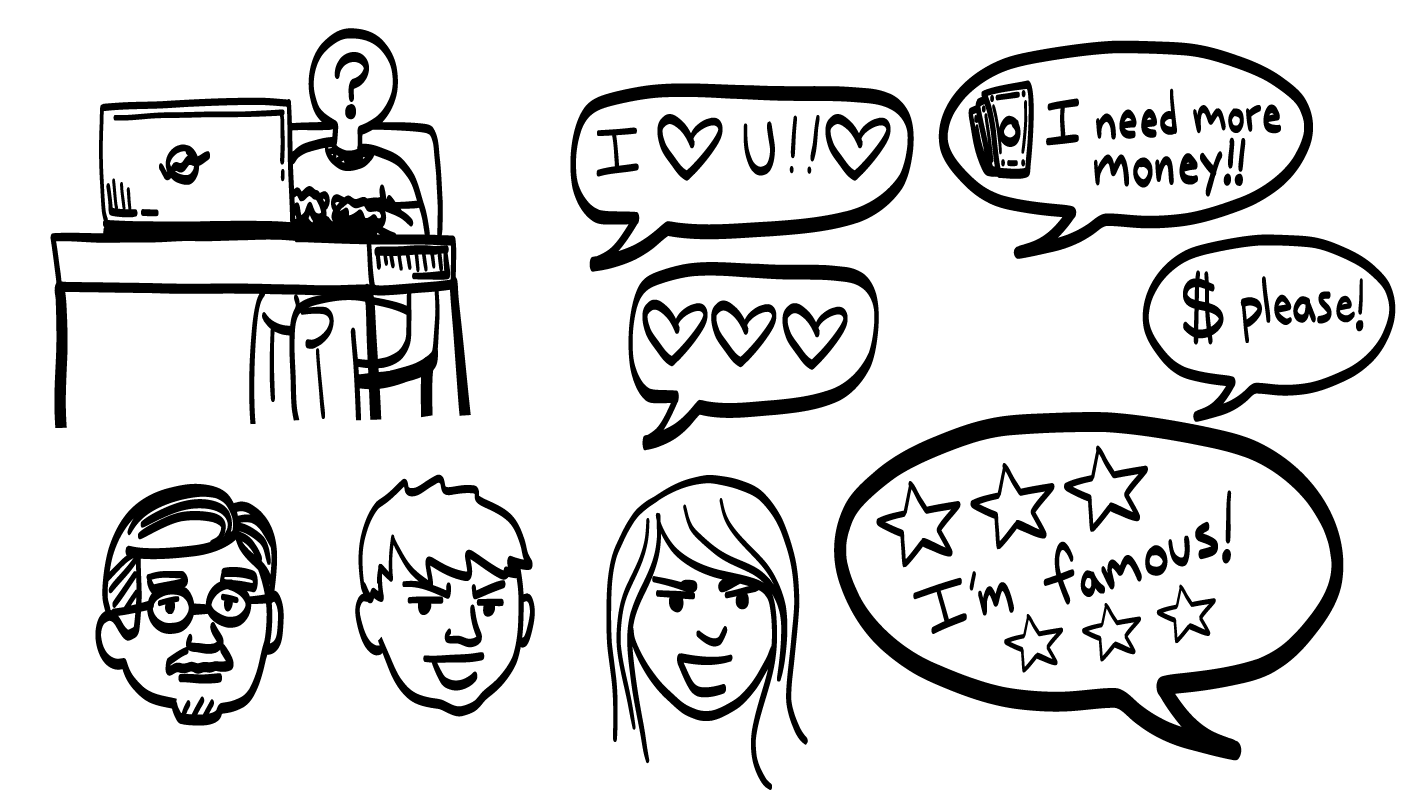 ?
I ♡ U!!♡
I need more
money!!
♡♡♡
$ please!
I'm famous!